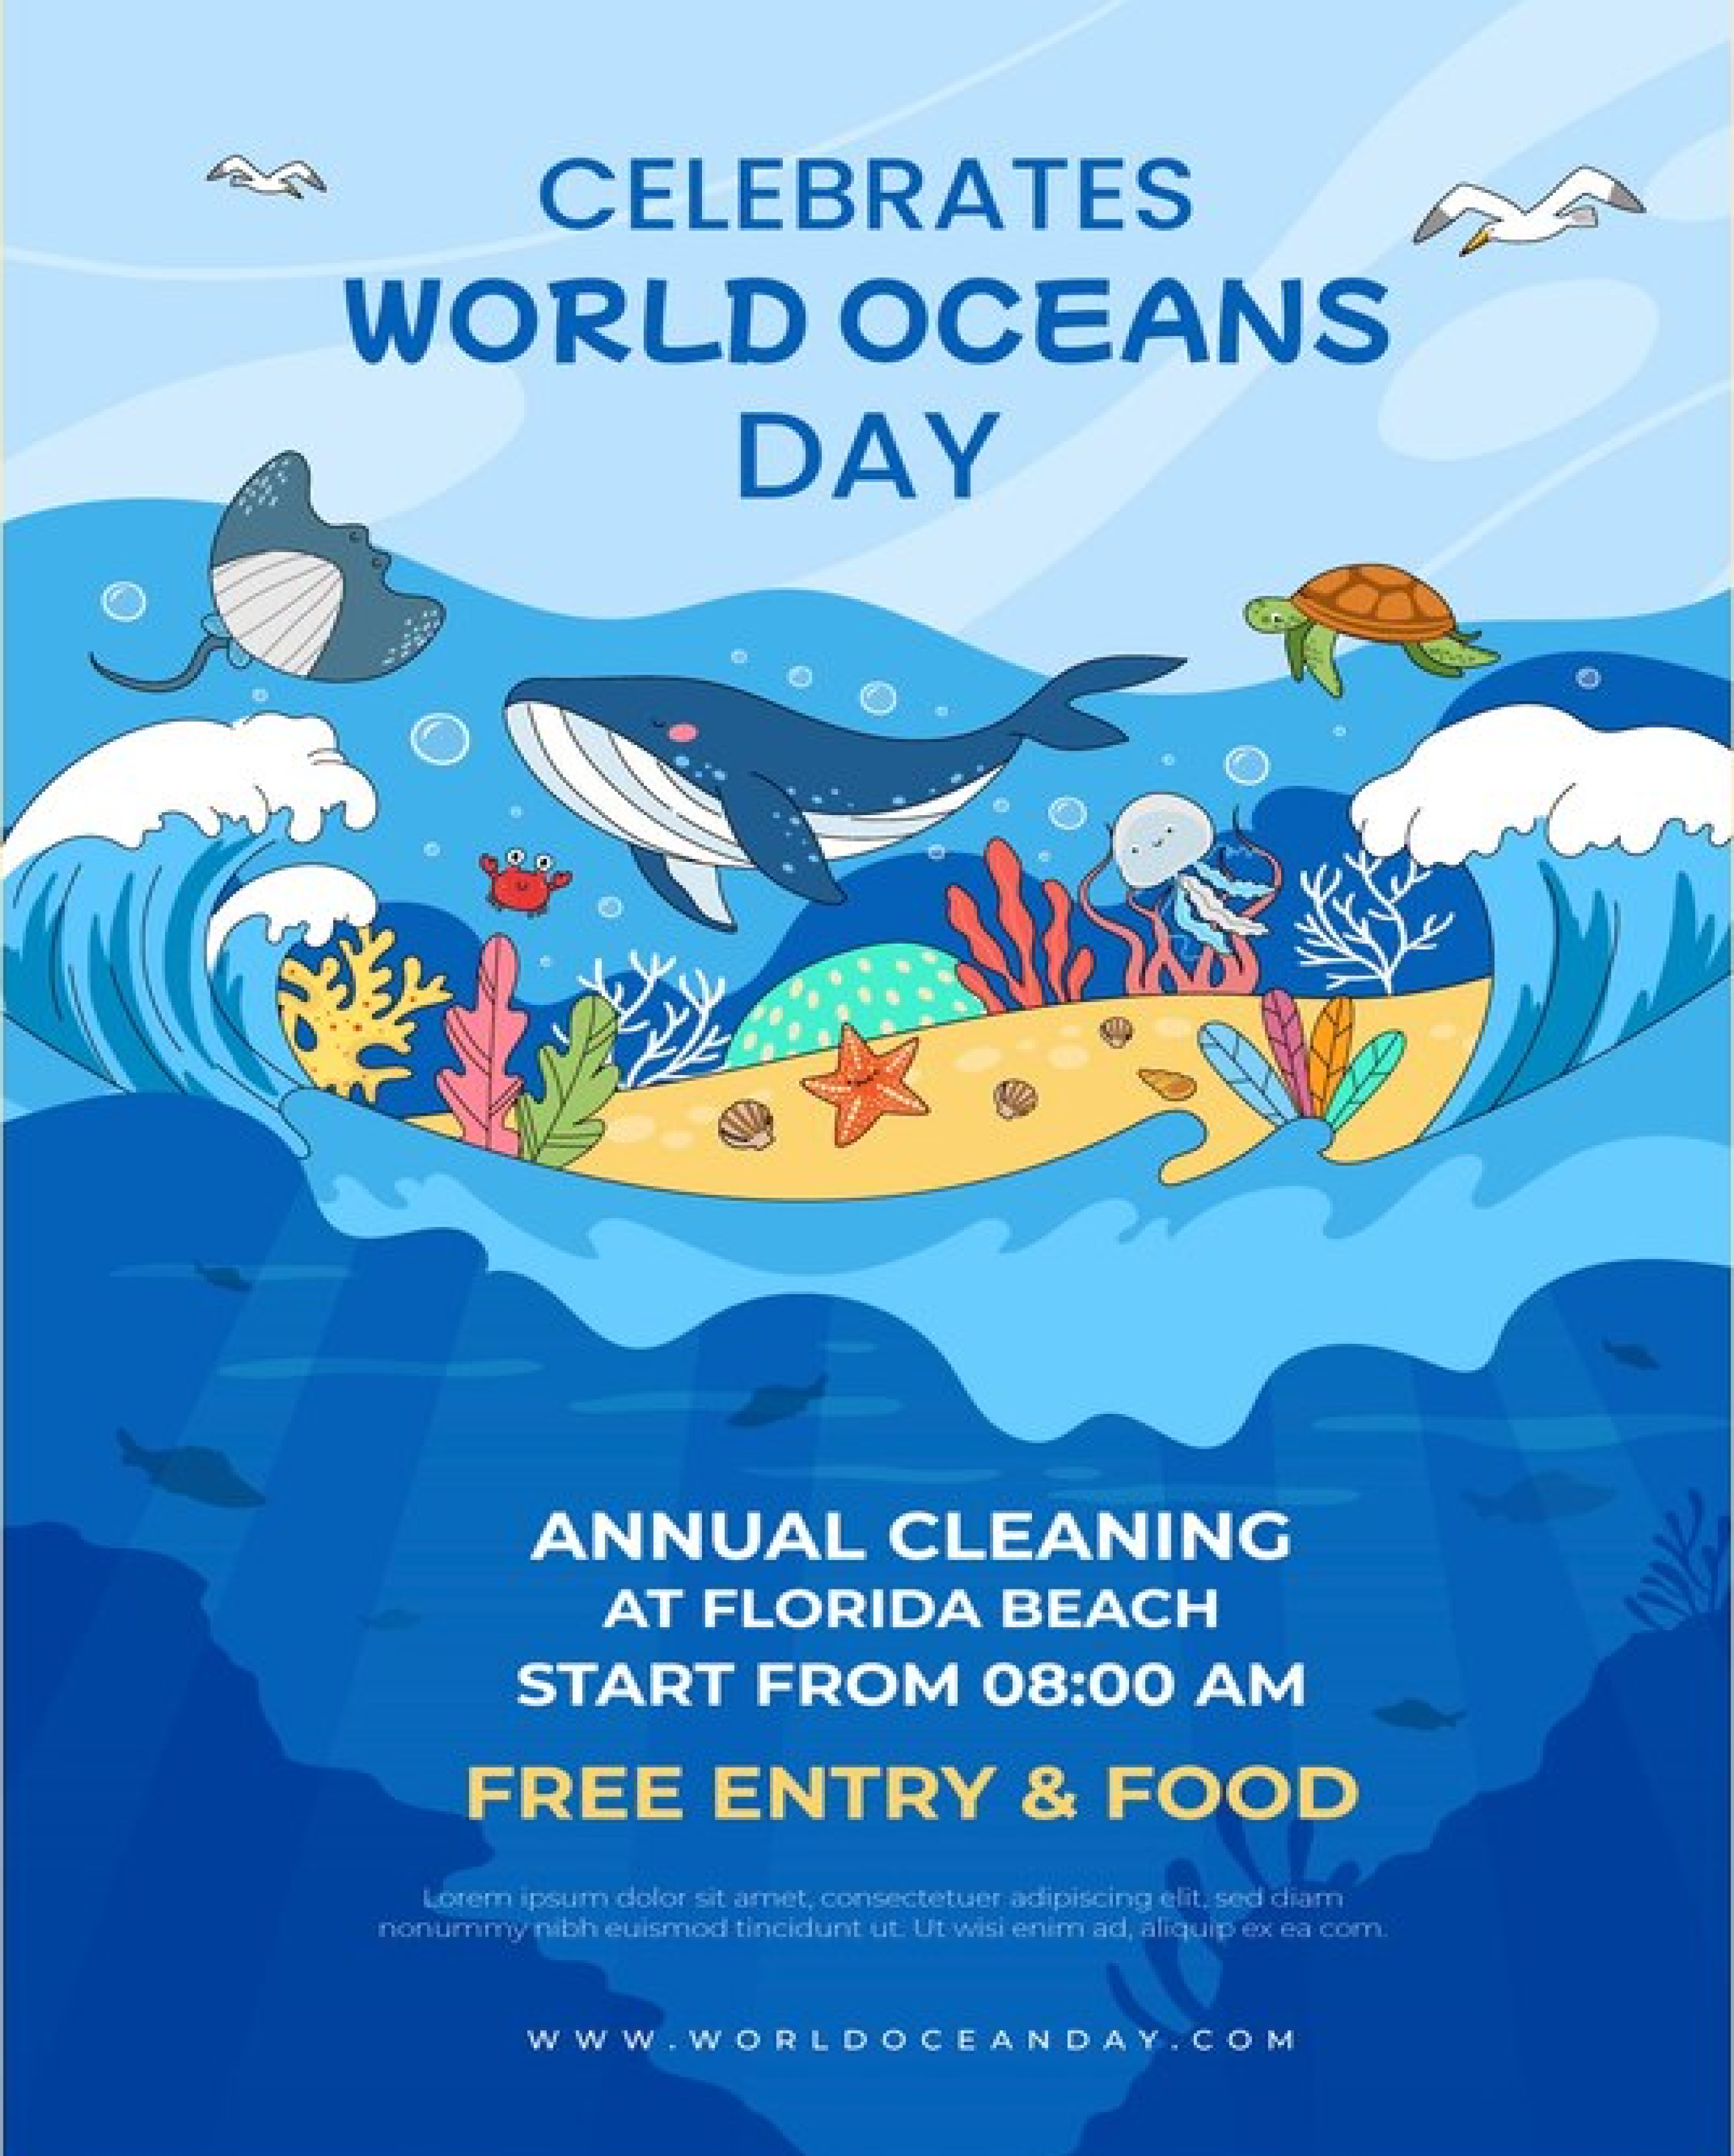 CELEBRATES
WORLD OCEANS
DAY
ANNUAL CLEANING
AT FLORIDA BEACH
START FROM 08:00 AM
FREE ENTRY & FOOD
Lorem ipsum dolor sit amet, consectetuer adipiscing elit, sed diam
nonummy nibh euismod tincidunt ut. Ut wisi enim ad, aliquip ex ea com.
WWW.WORLDOCEANDAY.COM